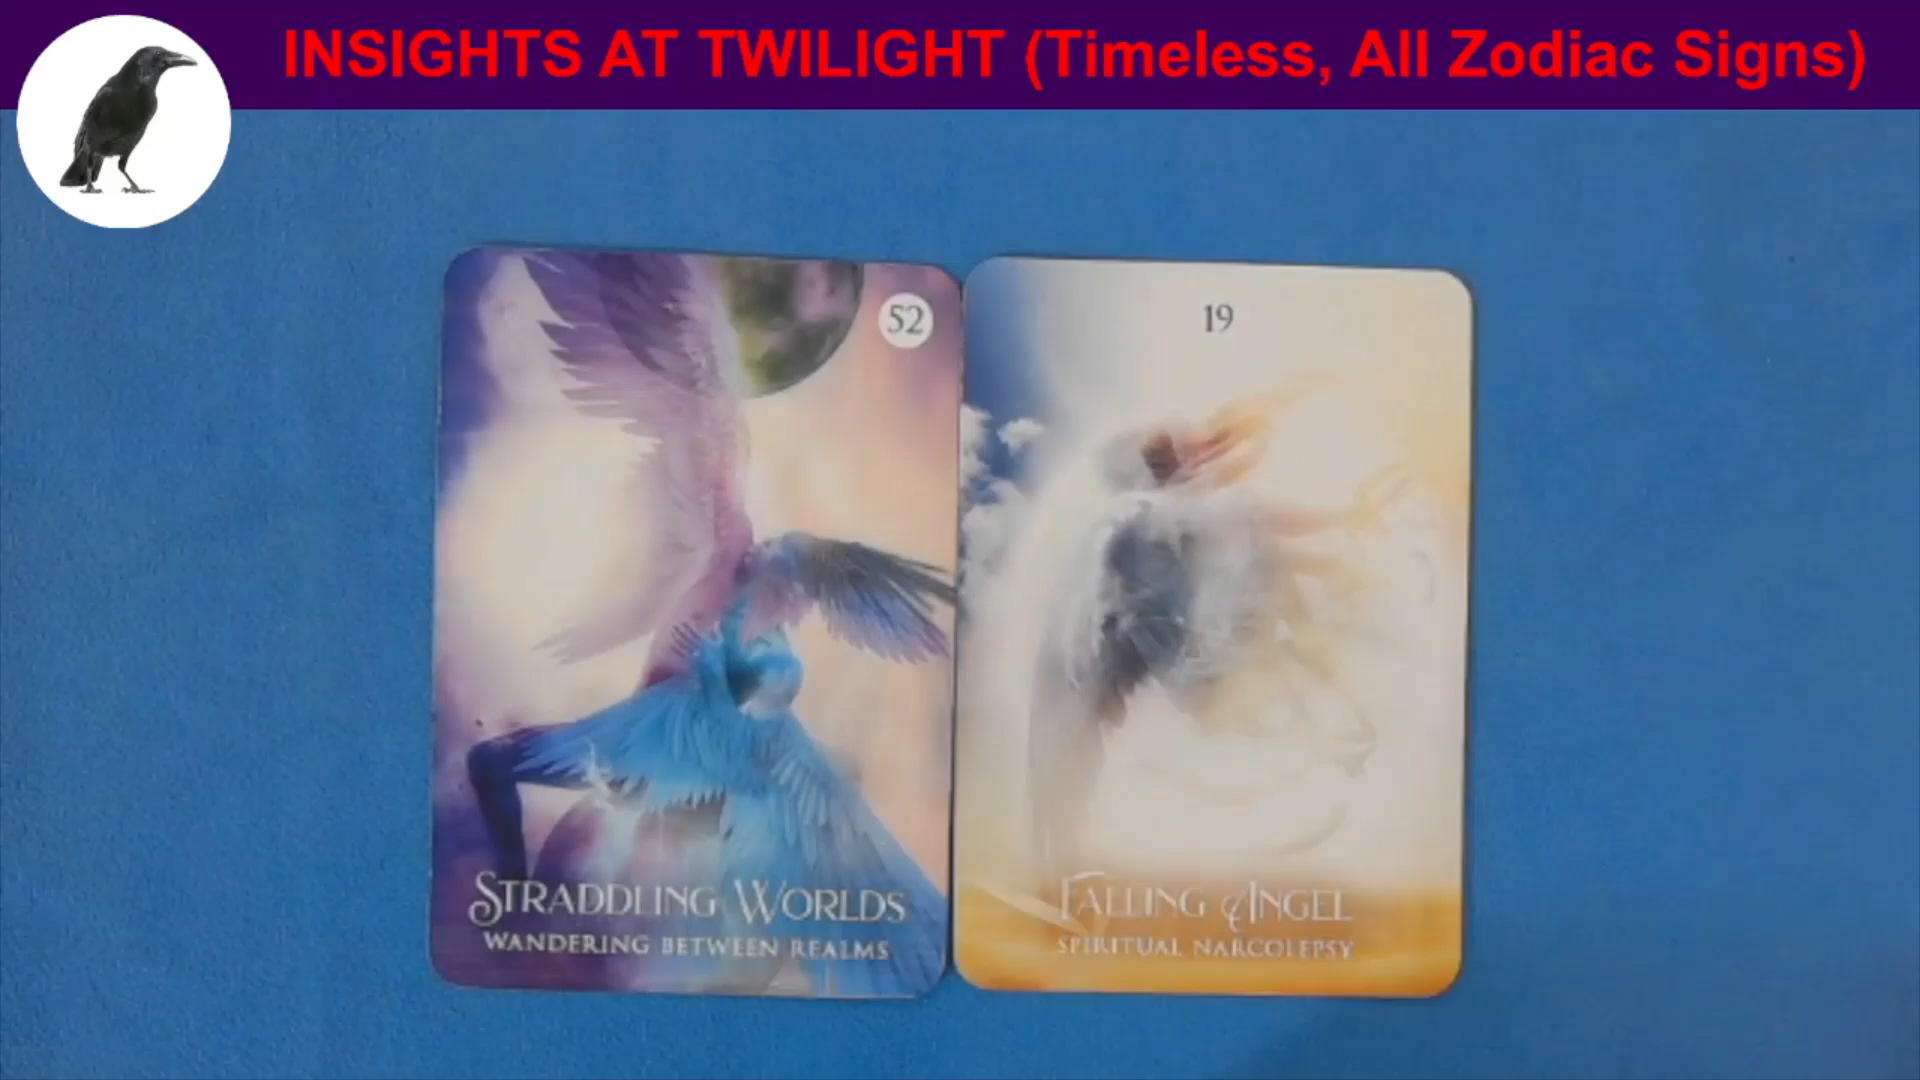 INSIGHTS AT TWILIGHT (Timeless, All Zodiac Signs)
52
STRADDLING WORLDS
WANDERING BETWEEN REALMS
19
FALLING ANGEL
SPIRITUAL NARCOLEPSY